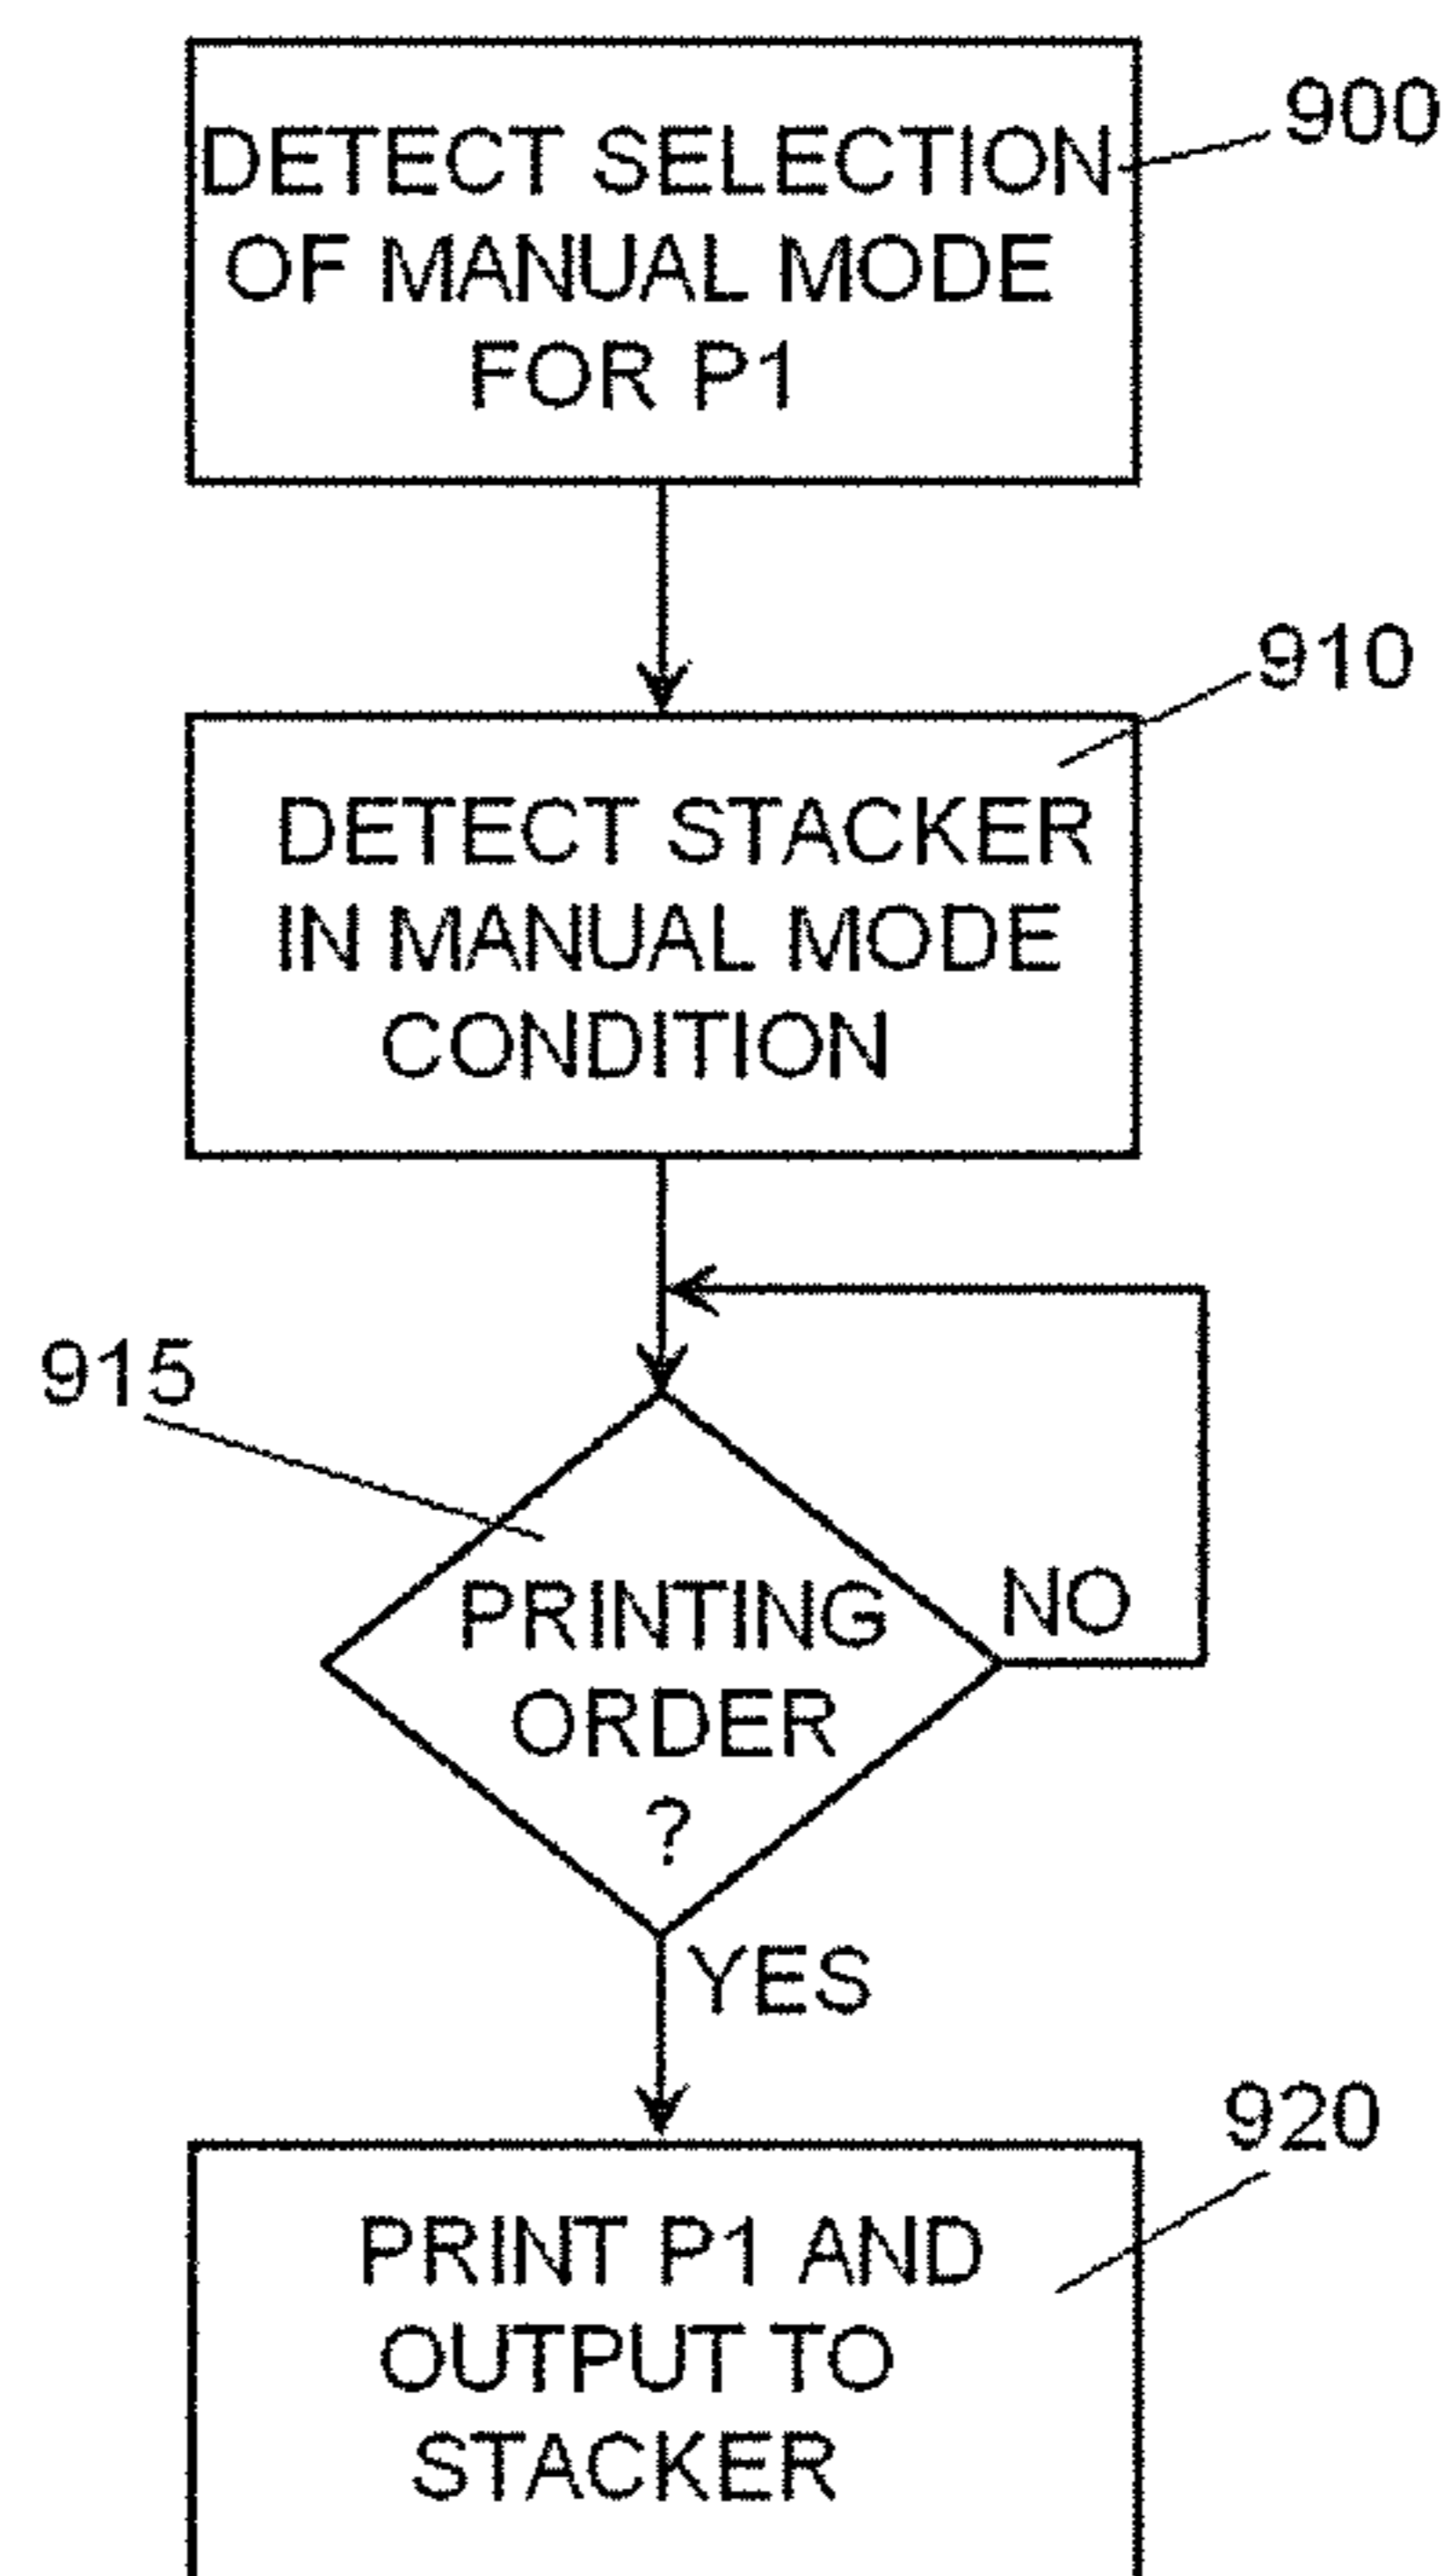 900
DETECT SELECTION
OF MANUAL MODE
FOR P1
910
DETECT STACKER
IN MANUAL MODE
CONDITION
915
PRINTING
ORDER
?
NO
YES
920
PRINT P1 AND
OUTPUT TO
STACKER